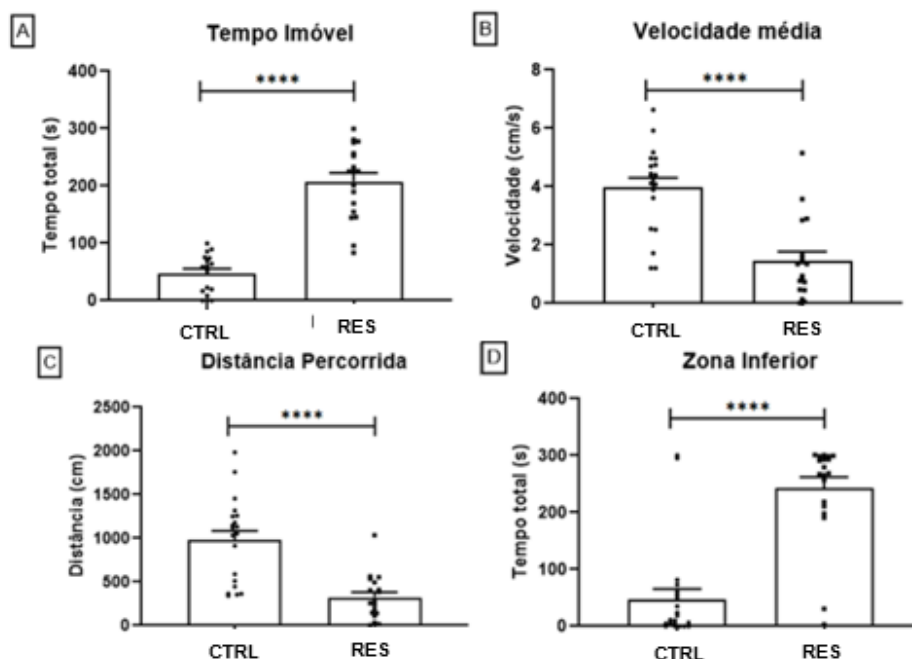 A
Tempo Imóvel
Tempo total (s)
400
300
200
100
0
****
CTRL
RES
B
Velocidade média
Velocidade (cm/s)
8
6
4
2
0
****
CTRL
RES
C
Distância Percorrida
Distância (cm)
2500
2000
1500
1000
500
0
****
CTRL
RES
D
Zona Inferior
Tempo total (s)
400
300
200
100
0
****
CTRL
RES